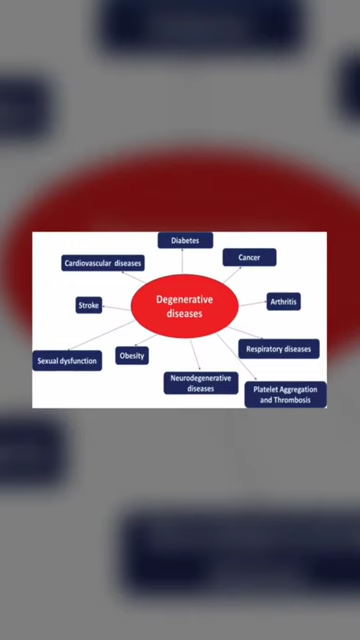 Diabetes
Cancer
Cardiovascular diseases
Degenerative
diseases
Stroke
Arthritis
Respiratory diseases
Obesity
Sexual dysfunction
Neurodegenerative
diseases
Platelet Aggregation
and Thrombosis